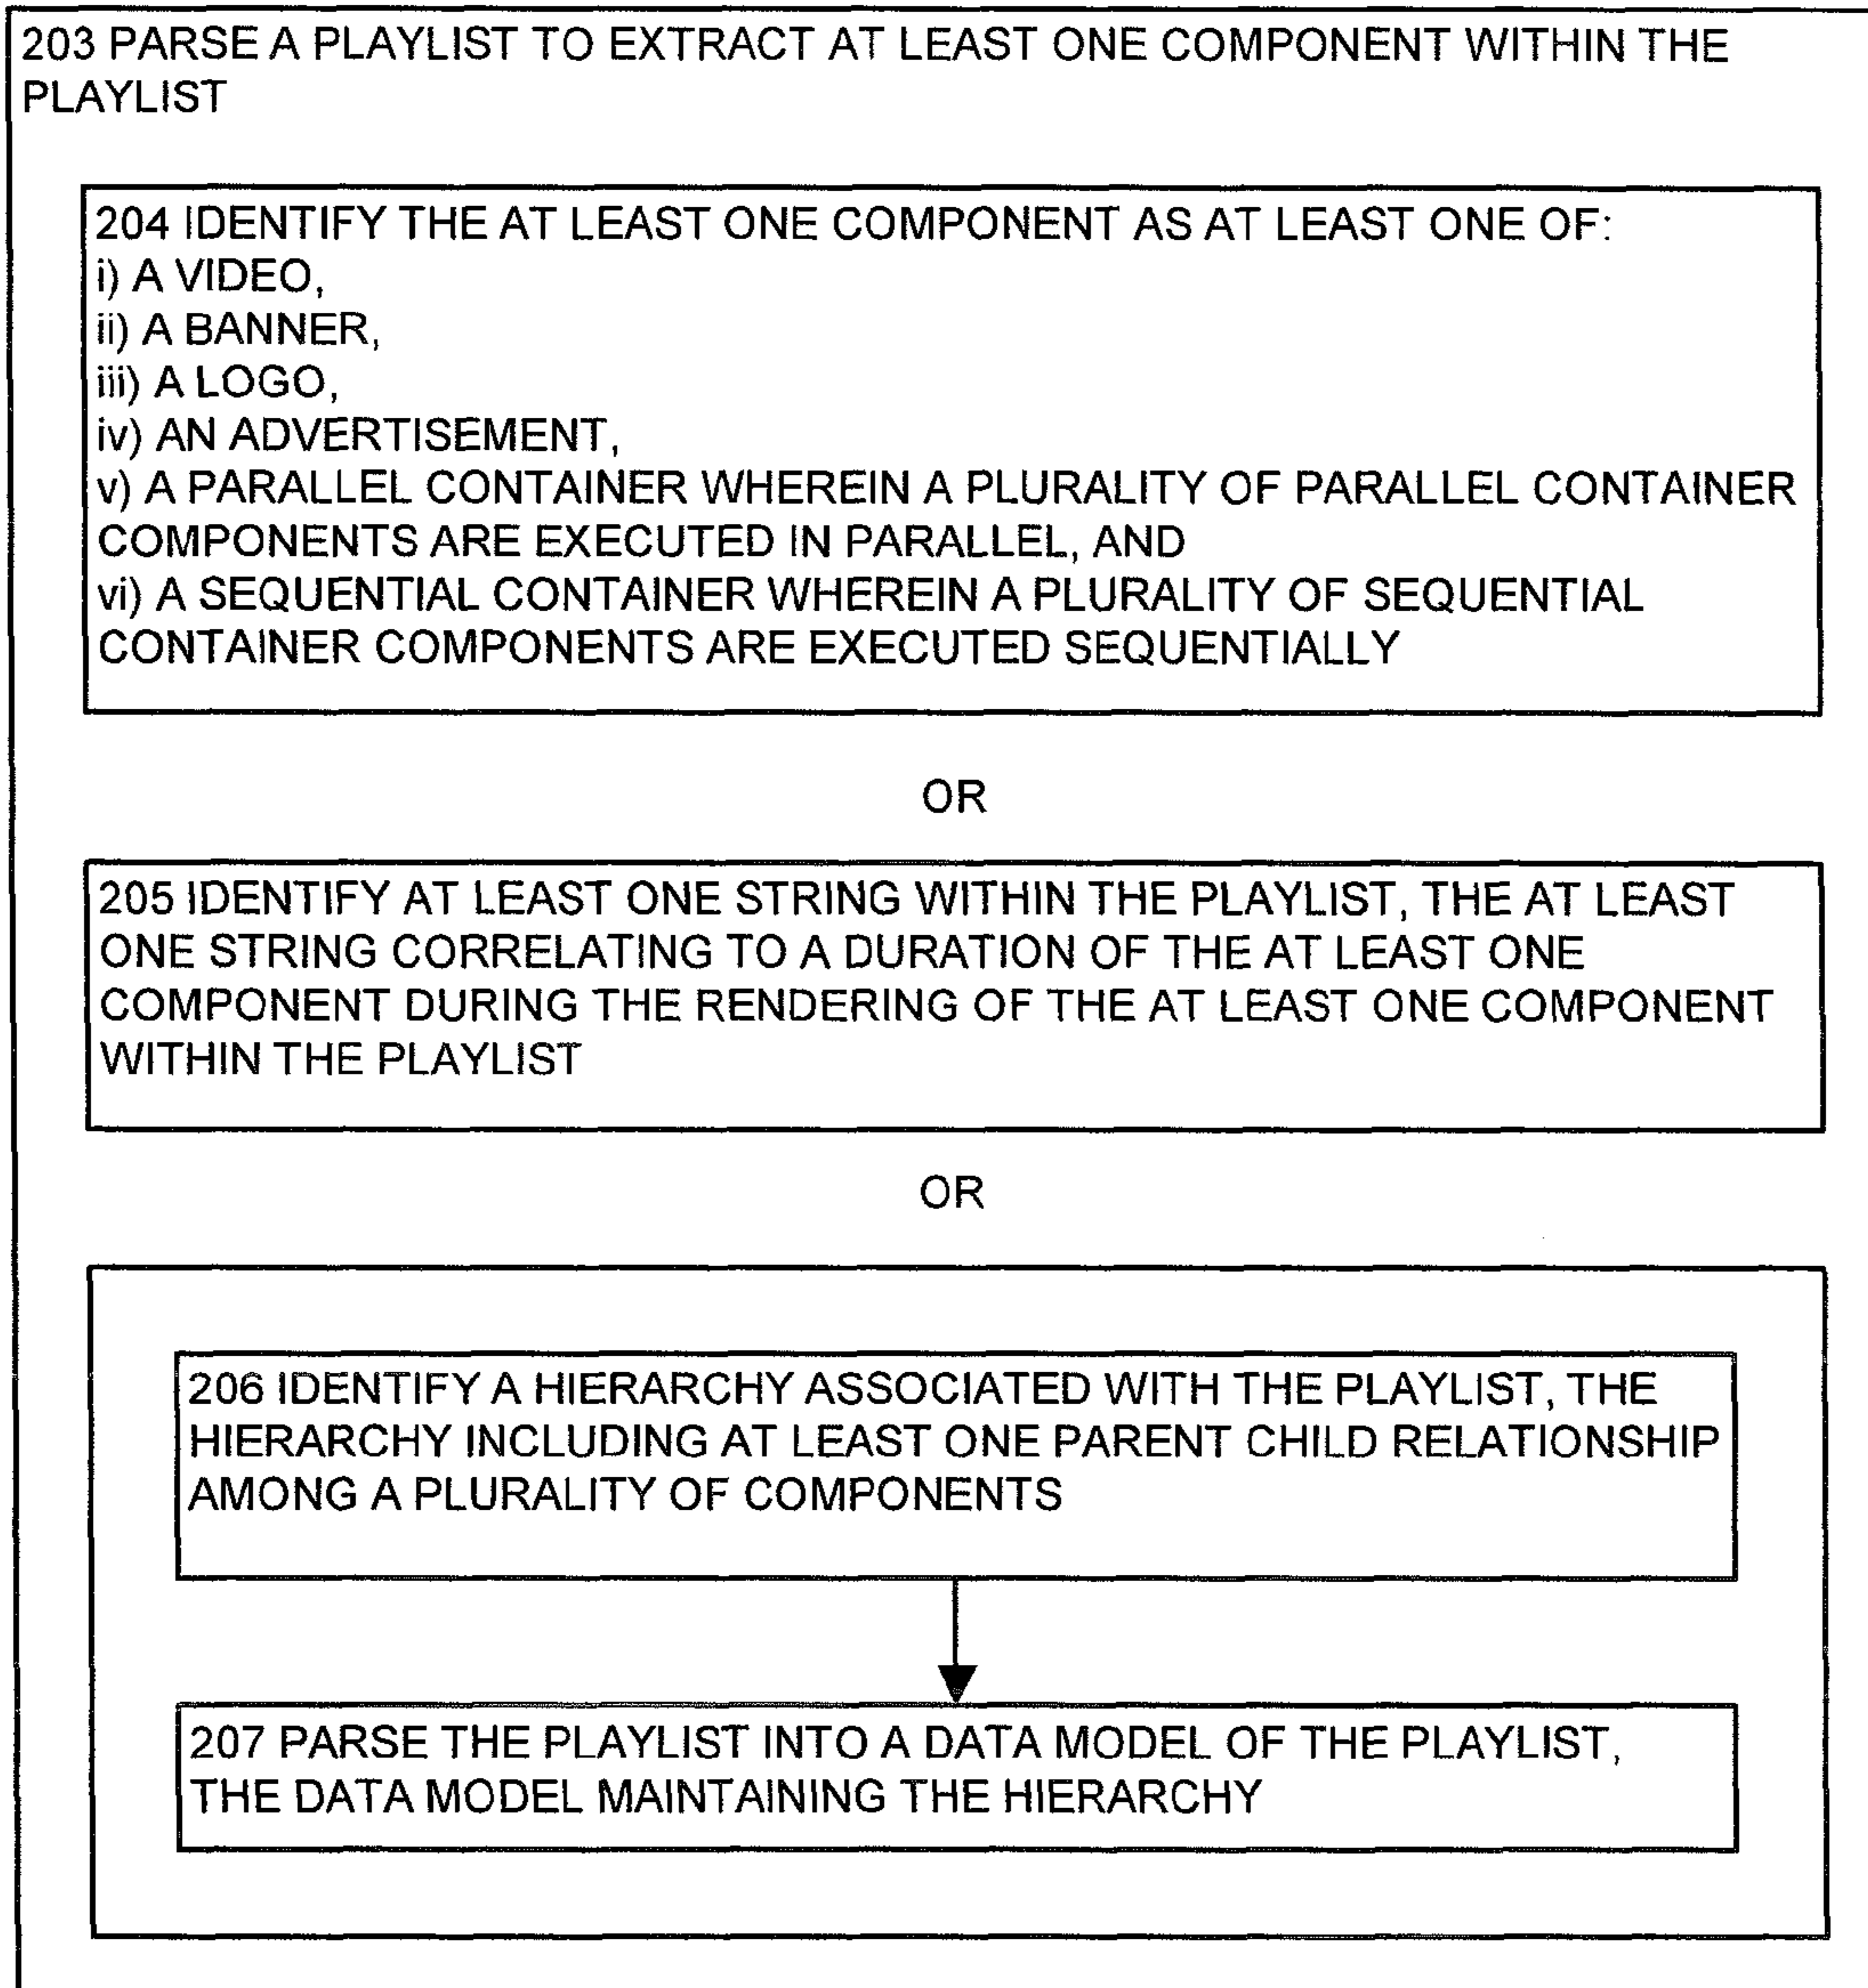 203 PARSE A PLAYLIST TO EXTRACT AT LEAST ONE COMPONENT WITHIN THE
PLAYLIST
204 IDENTIFY THE AT LEAST ONE COMPONENT AS AT LEAST ONE OF:
i) A VIDEO,
ii) A BANNER,
iii) A LOGO,
iv) AN ADVERTISEMENT,
v) A PARALLEL CONTAINER WHEREIN A PLURALITY OF PARALLEL CONTAINER
COMPONENTS ARE EXECUTED IN PARALLEL, AND
vi) A SEQUENTIAL CONTAINER WHEREIN A PLURALITY OF SEQUENTIAL
CONTAINER COMPONENTS ARE EXECUTED SEQUENTIALLY
OR
205 IDENTIFY AT LEAST ONE STRING WITHIN THE PLAYLIST, THE AT LEAST
ONE STRING CORRELATING TO A DURATION OF THE AT LEAST ONE
COMPONENT DURING THE RENDERING OF THE AT LEAST ONE COMPONENT
WITHIN THE PLAYLIST
OR
206 IDENTIFY A HIERARCHY ASSOCIATED WITH THE PLAYLIST, THE
HIERARCHY INCLUDING AT LEAST ONE PARENT CHILD RELATIONSHIP
AMONG A PLURALITY OF COMPONENTS
207 PARSE THE PLAYLIST INTO A DATA MODEL OF THE PLAYLIST,
THE DATA MODEL MAINTAINING THE HIERARCHY